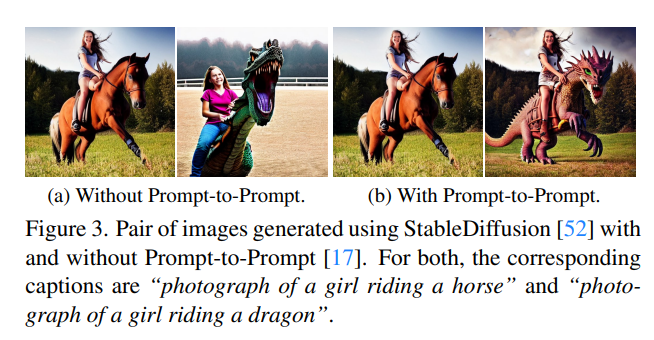 (a) Without Prompt-to-Prompt.
(b) With Prompt-to-Prompt.
Figure 3. Pair of images generated using StableDiffusion [52] with
and without Prompt-to-Prompt [17]. For both, the corresponding
captions are “photograph of a girl riding a horse” and “photo-
graph of a girl riding a dragon”.